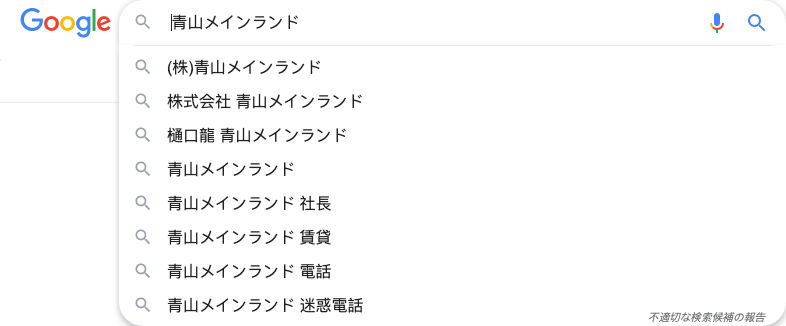 Google
青山メインランド
(株)青山メインランド
株式会社 青山メインランド
樋口龍 青山メインランド
青山メインランド
青山メインランド 社長
青山メインランド 賃貸
青山メインランド 電話
青山メインランド 迷惑電話
不適切な検索候補の報告